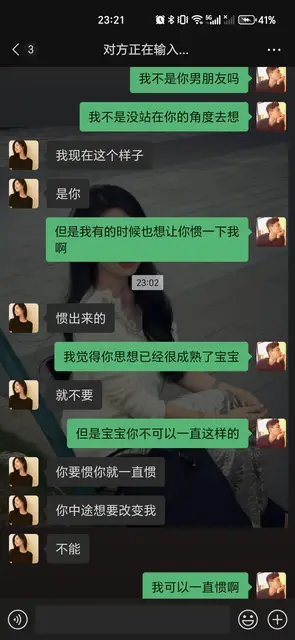 23:21
5G
41%
3
对方正在输入...
我不是你男朋友吗
我不是没站在你的角度去想
我现在这个样子
是你
但是我有的时候也想让你惯一下我
啊
23:02
惯出来的
我觉得你思想已经很成熟了宝宝
就不要
但是宝宝你不可以一直这样的
你要惯你就一直惯
你中途想要改变我
不能
我可以一直惯啊